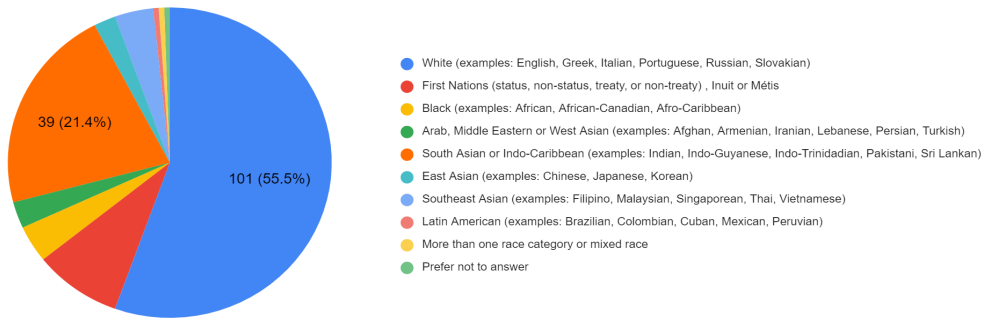 39 (21.4%)
101 (55.5%)
White (examples: English, Greek, Italian, Portuguese, Russian, Slovakian)
First Nations (status, non-status, treaty, or non-treaty) , Inuit or Métis
Black (examples: African, African-Canadian, Afro-Caribbean)
Arab, Middle Eastern or West Asian (examples: Afghan, Armenian, Iranian, Lebanese, Persian, Turkish)
South Asian or Indo-Caribbean (examples: Indian, Indo-Guyanese, Indo-Trinidadian, Pakistani, Sri Lankan)
East Asian (examples: Chinese, Japanese, Korean)
Southeast Asian (examples: Filipino, Malaysian, Singaporean, Thai, Vietnamese)
Latin American (examples: Brazilian, Colombian, Cuban, Mexican, Peruvian)
More than one race category or mixed race
Prefer not to answer